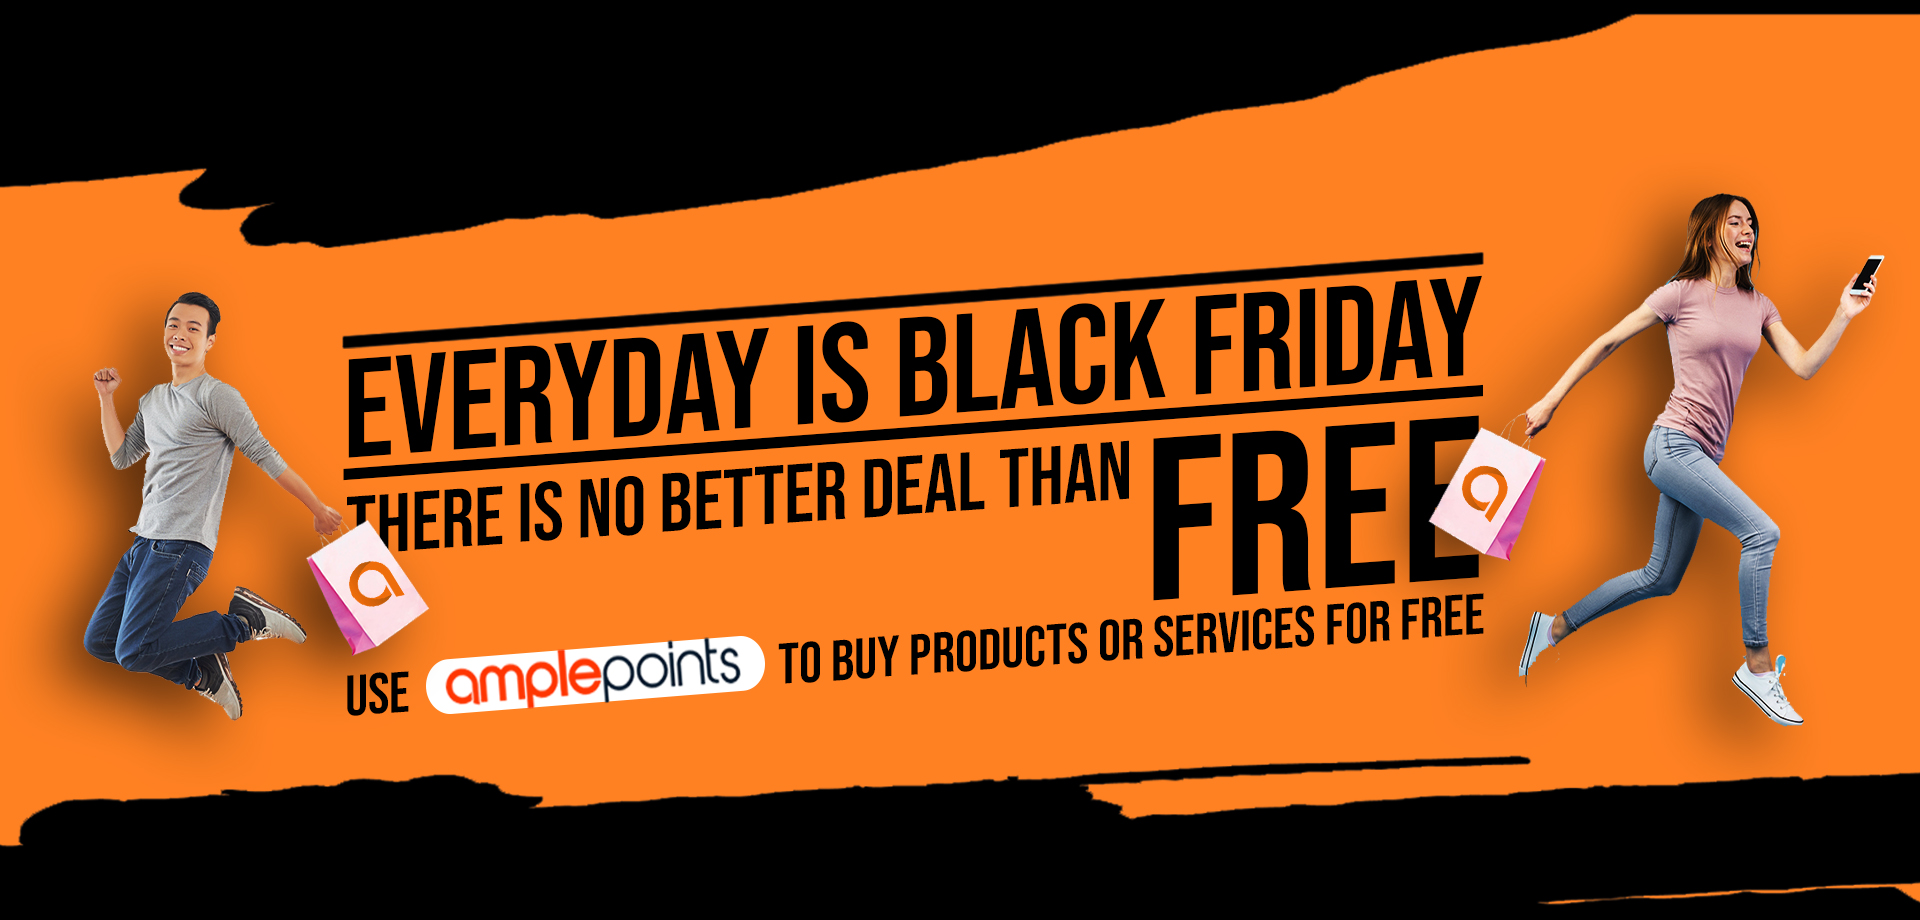 EVERYDAY IS BLACK FRIDAY
THERE IS NO BETTER DEAL THAN FREE
USE amplepoints TO BUY PRODUCTS OR SERVICES FOR FREE
a
a